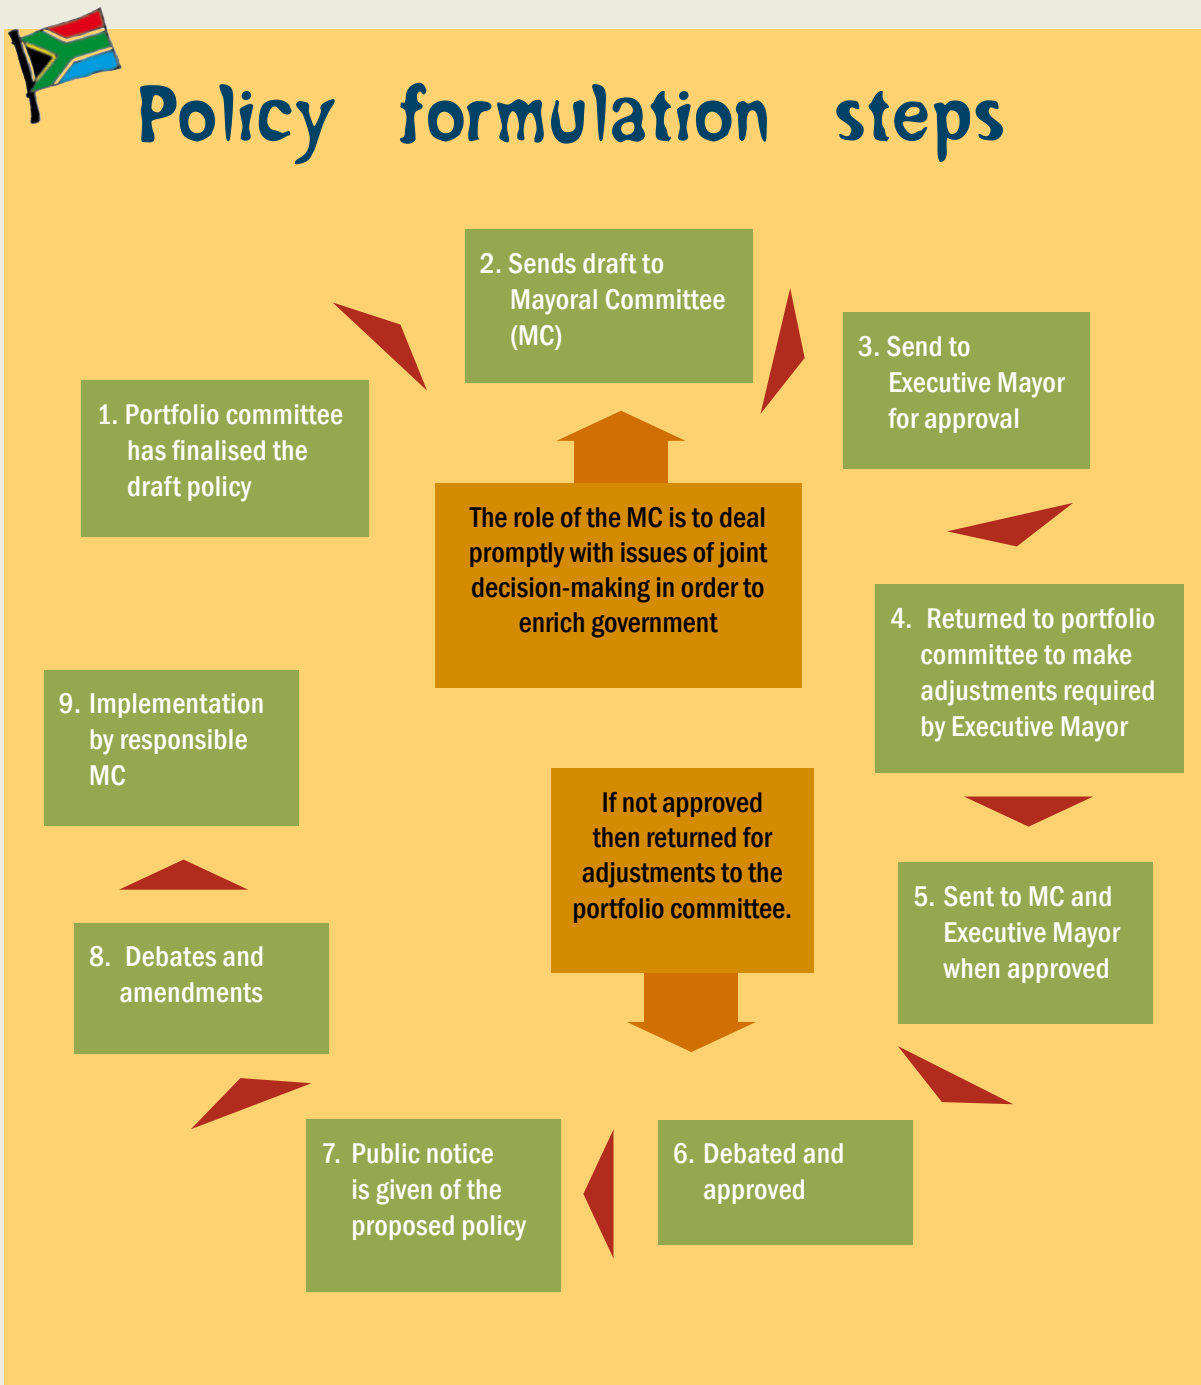 Policy formulation steps
1. Portfolio committee
has finalised the
draft policy
2. Sends draft to
Mayoral Committee
(MC)
3. Send to
Executive Mayor
for approval
The role of the MC is to deal
promptly with issues of joint
decision-making in order to
enrich government
4. Returned to portfolio
committee to make
adjustments required
by Executive Mayor
If not approved
then returned for
adjustments to the
portfolio committee.
5. Sent to MC and
Executive Mayor
when approved
6. Debated and
approved
7. Public notice
is given of the
proposed policy
8. Debates and
amendments
9. Implementation
by responsible
MC